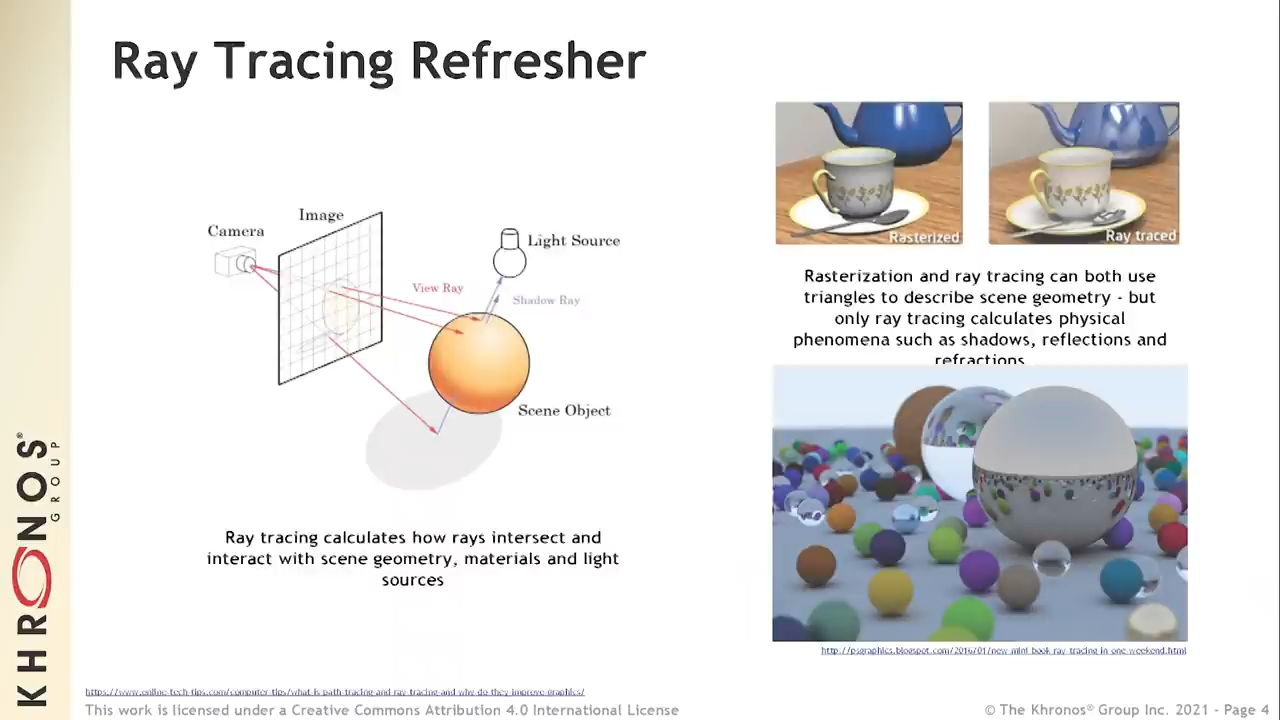 Ray Tracing Refresher
Image
Camera
Light Source
View Ray
Shadow Ray
Scene Object
Ray tracing calculates how rays intersect and
interact with scene geometry, materials and light
sources
Rasterized
Ray traced
Rasterization and ray tracing can both use
triangles to describe scene geometry - but
only ray tracing calculates physical
phenomena such as shadows, reflections and
refractions
http://psgraphics.blogspot.com/2016/01/new-mini-book-ray-tracing-in-one-weekend.html
https://www.online-tech-tips.com/computer-tips/what-is-path-tracing-and-ray-tracing-and-why-do-they-improve-graphics/
This work is licensed under a Creative Commons Attribution 4.0 International License
© The Khronos® Group Inc. 2021 - Page 4
KHRONOS®
GROUP